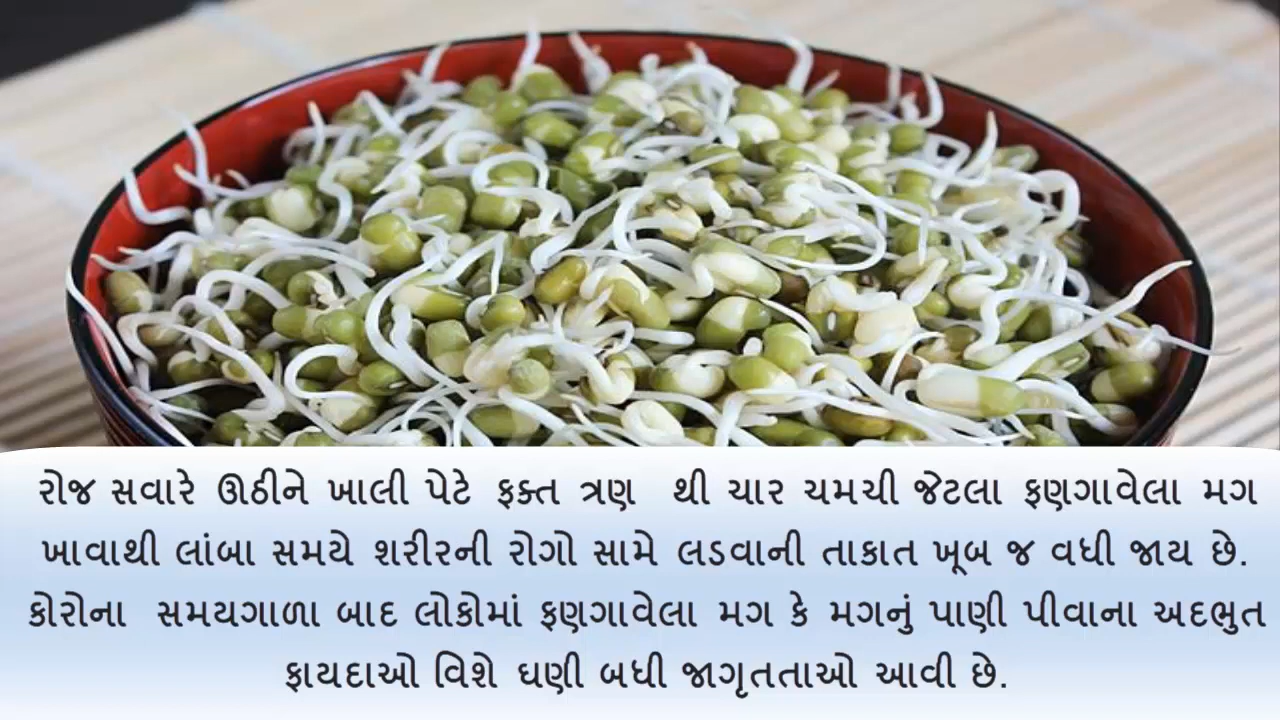 રોજ સવારે ઊઠીને ખાલી પેટે ફક્ત ત્રણ થી ચાર ચમચી જેટલા ફણગાવેલા મગ
ખાવાથી લાંબા સમયે શરીરની રોગો સામે લડવાની તાકાત ખૂબ જ વધી જાય છે.
કોરોના સમયગાળા બાદ લોકોમાં ફણગાવેલા મગ કે મગનું પાણી પીવાના અદભુત
ફાયદાઓ વિશે ઘણી બધી જાગૃતતાઓ આવી છે.